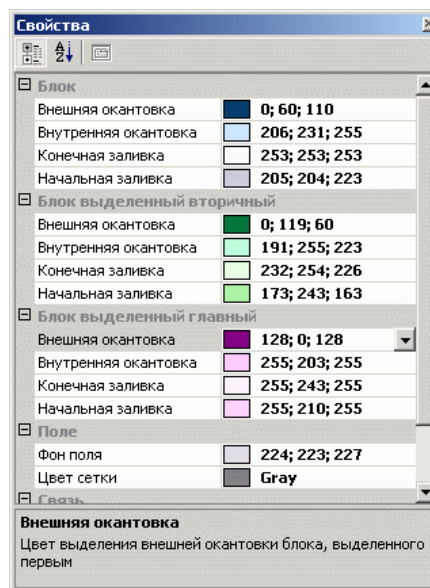 Свойства
Блок
Внешняя окантовка 0; 60; 110
Внутренняя окантовка 206; 231; 255
Конечная заливка 253; 253; 253
Начальная заливка 205; 204; 223
Блок выделенный вторичный
Внешняя окантовка 0; 119; 60
Внутренняя окантовка 191; 255; 223
Конечная заливка 232; 254; 226
Начальная заливка 173; 243; 163
Блок выделенный главный
Внешняя окантовка 128; 0; 128
Внутренняя окантовка 255; 203; 255
Конечная заливка 255; 243; 255
Начальная заливка 255; 210; 255
Поле
Фон поля 224; 223; 227
Цвет сетки Gray
Связь
Внешняя окантовка
Цвет выделения внешней окантовки блока, выделенного
первым